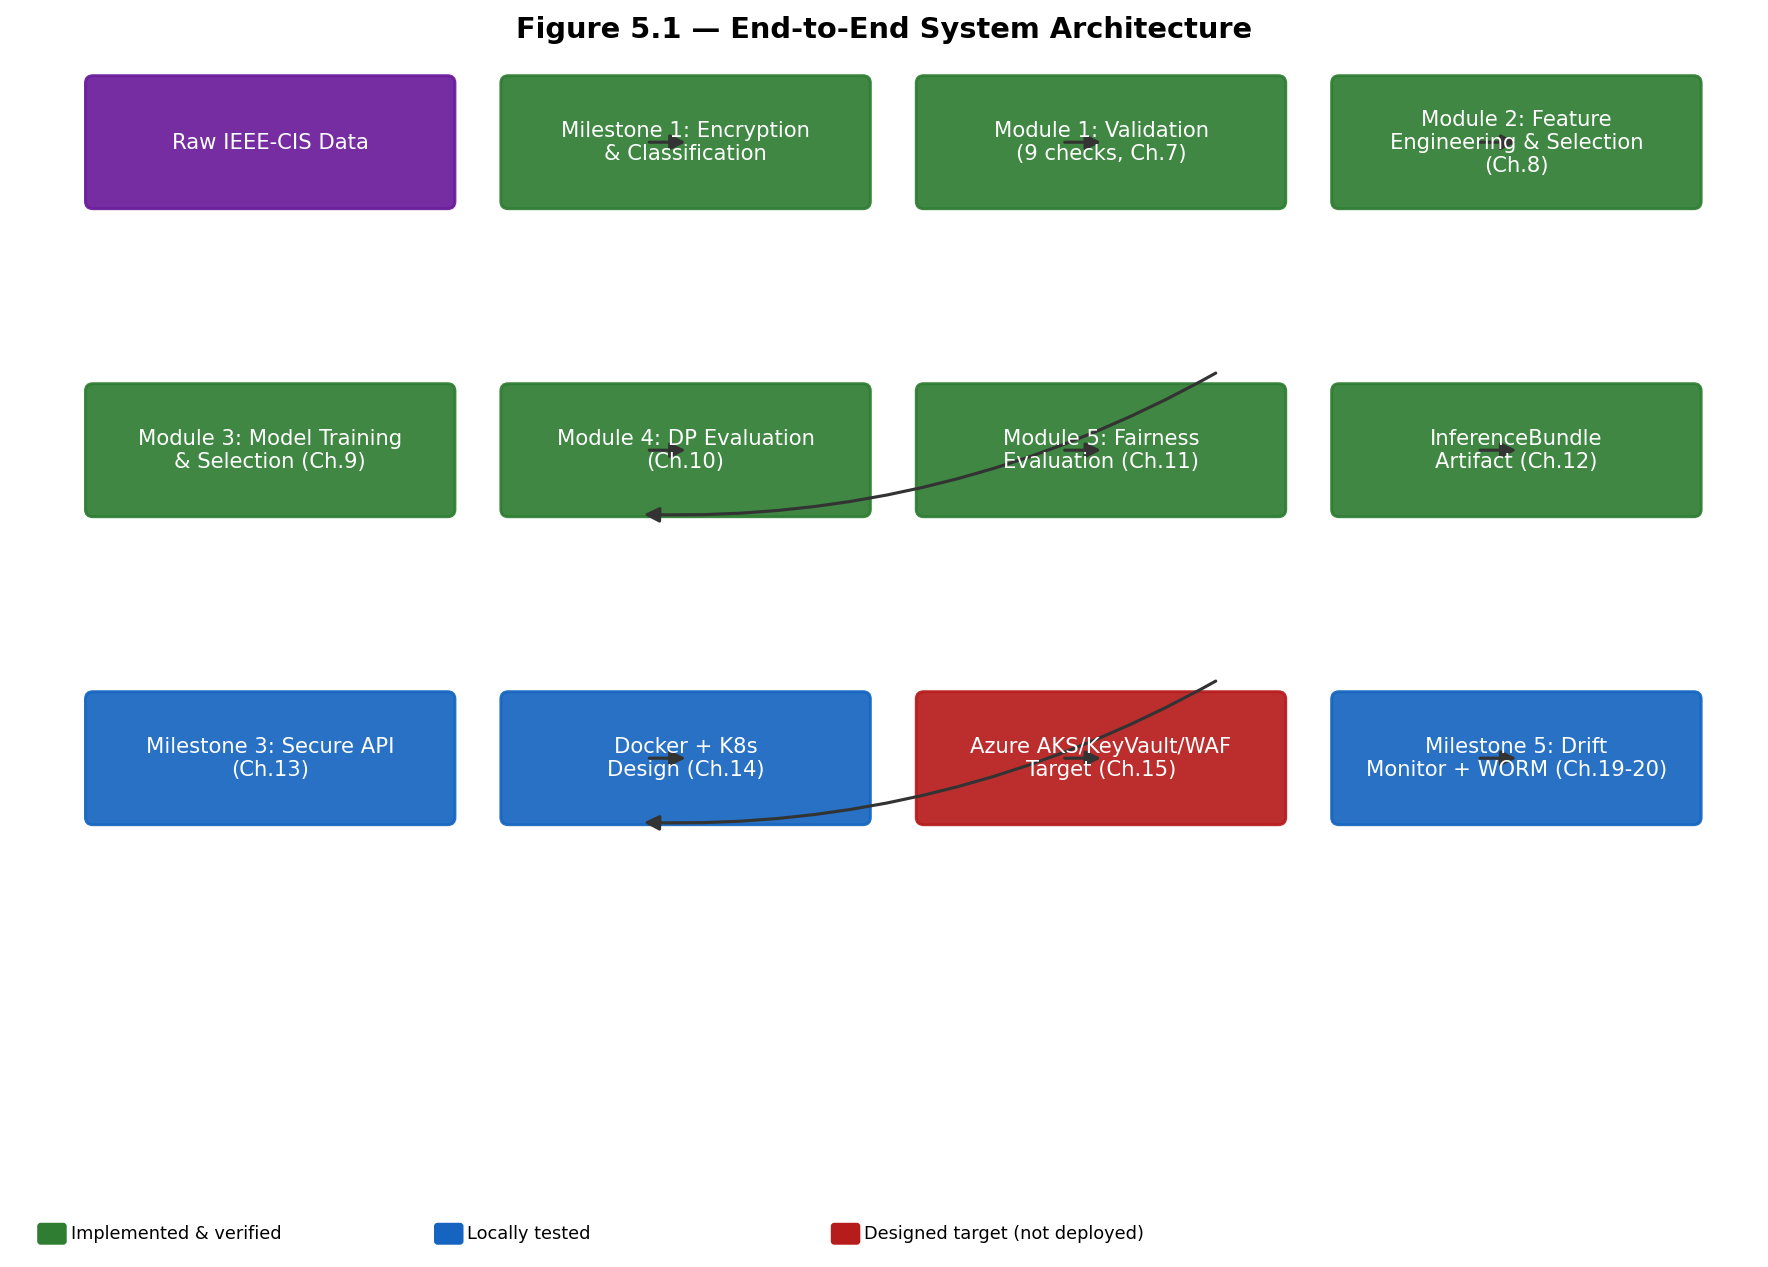 Figure 5.1 — End-to-End System Architecture
Raw IEEE-CIS Data
Milestone 1: Encryption
& Classification
Module 1: Validation
(9 checks, Ch.7)
Module 2: Feature
Engineering & Selection
(Ch.8)
Module 3: Model Training
& Selection (Ch.9)
Module 4: DP Evaluation
(Ch.10)
Module 5: Fairness
Evaluation (Ch.11)
InferenceBundle
Artifact (Ch.12)
Milestone 3: Secure API
(Ch.13)
Docker + K8s
Design (Ch.14)
Azure AKS/KeyVault/WAF
Target (Ch.15)
Milestone 5: Drift
Monitor + WORM (Ch.19-20)
Implemented & verified
Locally tested
Designed target (not deployed)